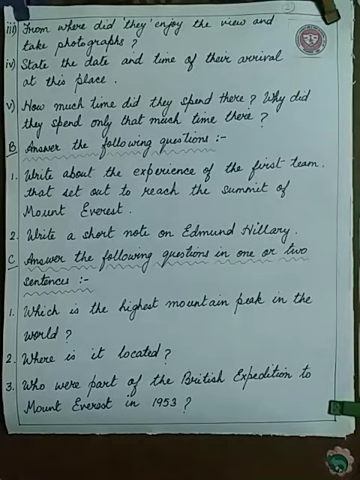 2
iii) From where did 'they' enjoy the view and
take photographs?
iv) State the date and time of their arrival
at this place.
v) How much time did they spend there? Why did
they spend only that much time there?
B Answer the following questions :-
1. Write about the experience of the first team
that set out to reach the summit of
Mount Everest.
2. Write a short note on Edmund Hillary.
C Answer the following questions in one or two
sentences :-
1. Which is the highest mountain peak in the
world?
2. Where is it located?
3. Who were part of the British Expedition to
Mount Everest in 1953?